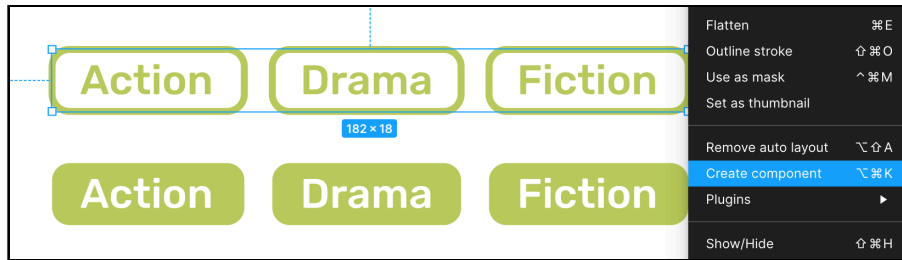 Action Drama Fiction
182 × 18
Action Drama Fiction
Flatten ⌘E
Outline stroke ⇧⌘O
Use as mask ^⌘M
Set as thumbnail
Remove auto layout ⌥⇧A
Create component ⌥⌘K
Plugins ▶
Show/Hide ⇧⌘H